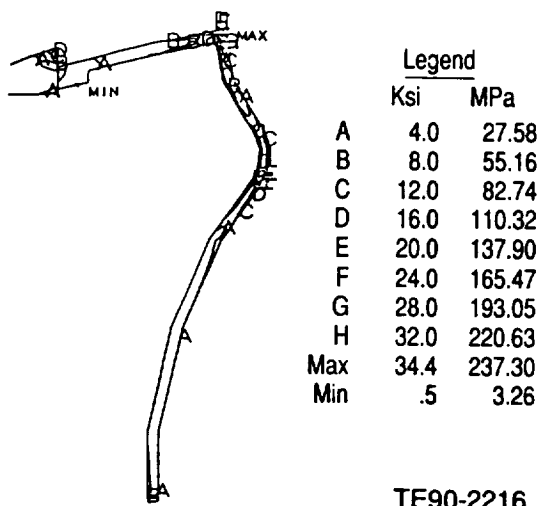 MAX
MIN
Legend
Ksi MPa
A 4.0 27.58
B 8.0 55.16
C 12.0 82.74
D 16.0 110.32
E 20.0 137.90
F 24.0 165.47
G 28.0 193.05
H 32.0 220.63
Max 34.4 237.30
Min .5 3.26
TE90-2216